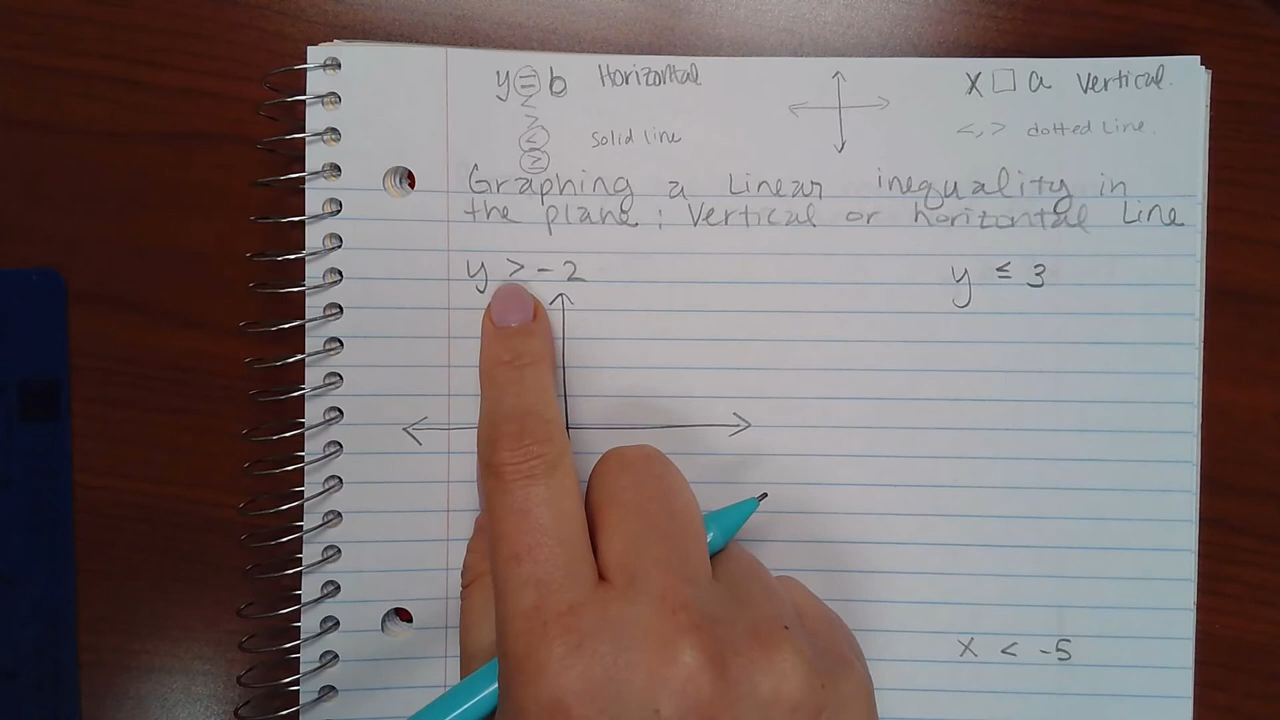 y = b Horizontal
<
>
≤ solid line
≥
x □ a vertical.
<, > dotted Line.
Graphing a Linear inequality in
the plane: Vertical or horizontal Line
y > -2
y ≤ 3
x < -5